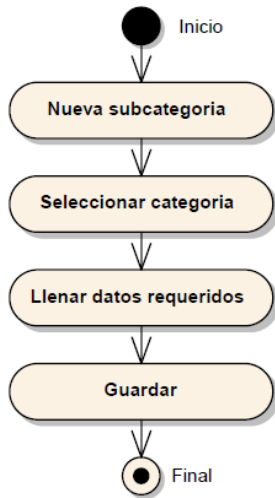 Inicio
Nueva subcategoria
Seleccionar categoria
Llenar datos requeridos
Guardar
Final